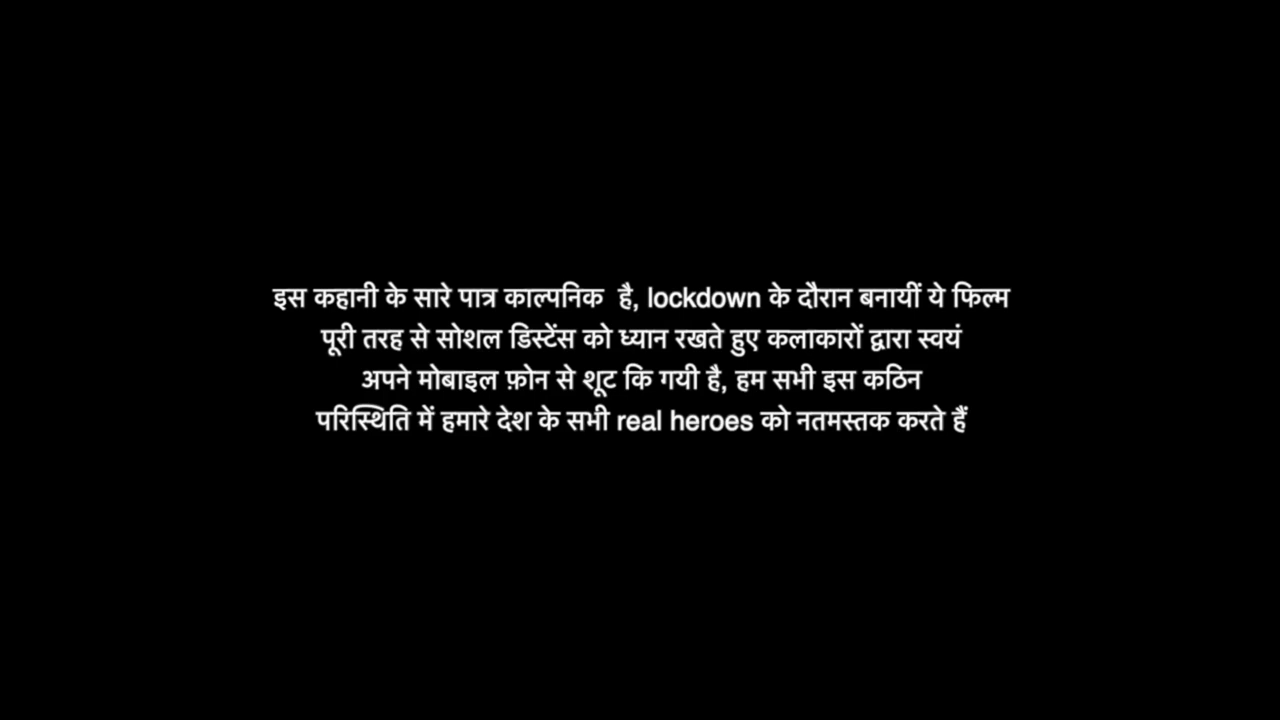 इस कहानी के सारे पात्र काल्पनिक  है, lockdown के दौरान बनायीं ये फिल्म
पूरी तरह से सोशल डिस्टेंस को ध्यान रखते हुए कलाकारों द्वारा स्वयं
अपने मोबाइल फ़ोन से शूट कि गयी है, हम सभी इस कठिन
परिस्थिति में हमारे देश के सभी real heroes को नतमस्तक करते हैं